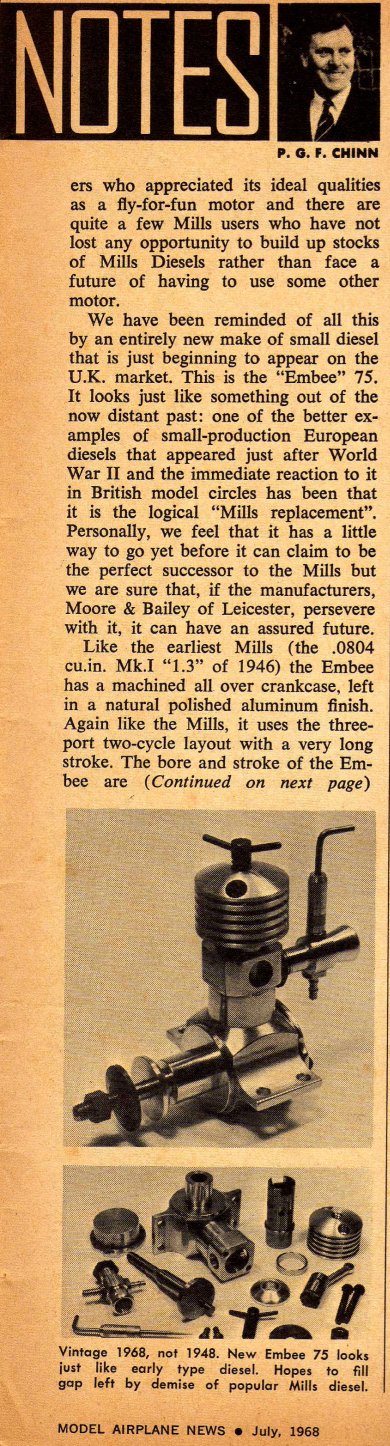 NOTES
P. G. F. CHINN
ers who appreciated its ideal qualities
as a fly-for-fun motor and there are
quite a few Mills users who have not
lost any opportunity to build up stocks
of Mills Diesels rather than face a
future of having to use some other
motor.
We have been reminded of all this
by an entirely new make of small diesel
that is just beginning to appear on the
U.K. market. This is the “Embee” 75.
It looks just like something out of the
now distant past: one of the better ex-
amples of small-production European
diesels that appeared just after World
War II and the immediate reaction to it
in British model circles has been that
it is the logical “Mills replacement”.
Personally, we feel that it has a little
way to go yet before it can claim to be
the perfect successor to the Mills but
we are sure that, if the manufacturers,
Moore & Bailey of Leicester, persevere
with it, it can have an assured future.
Like the earliest Mills (the .0804
cu.in. Mk.I “1.3” of 1946) the Embee
has a machined all over crankcase, left
in a natural polished aluminum finish.
Again like the Mills, it uses the three-
port two-cycle layout with a very long
stroke. The bore and stroke of the Em-
bee are (Continued on next page)
Vintage 1968, not 1948. New Embee 75 looks
just like early type diesel. Hopes to fill
gap left by demise of popular Mills diesel.
MODEL AIRPLANE NEWS ● July, 1968